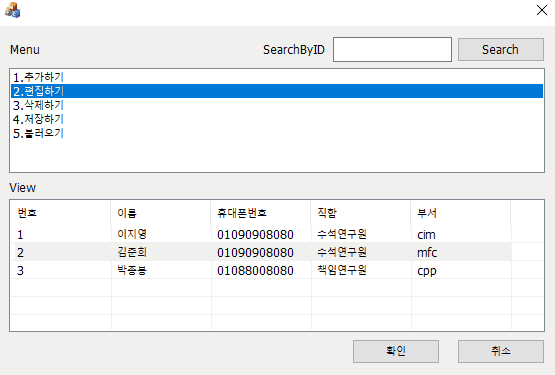 Menu SearchByID Search
1.추가하기
2.편집하기
3.삭제하기
4.저장하기
5.불러오기
View
번호 이름 휴대폰번호 직함 부서
1 이지영 01090908080 수석연구원 cim
2 김준희 01090908080 수석연구원 mfc
3 박종봉 01088008080 책임연구원 cpp
확인 취소